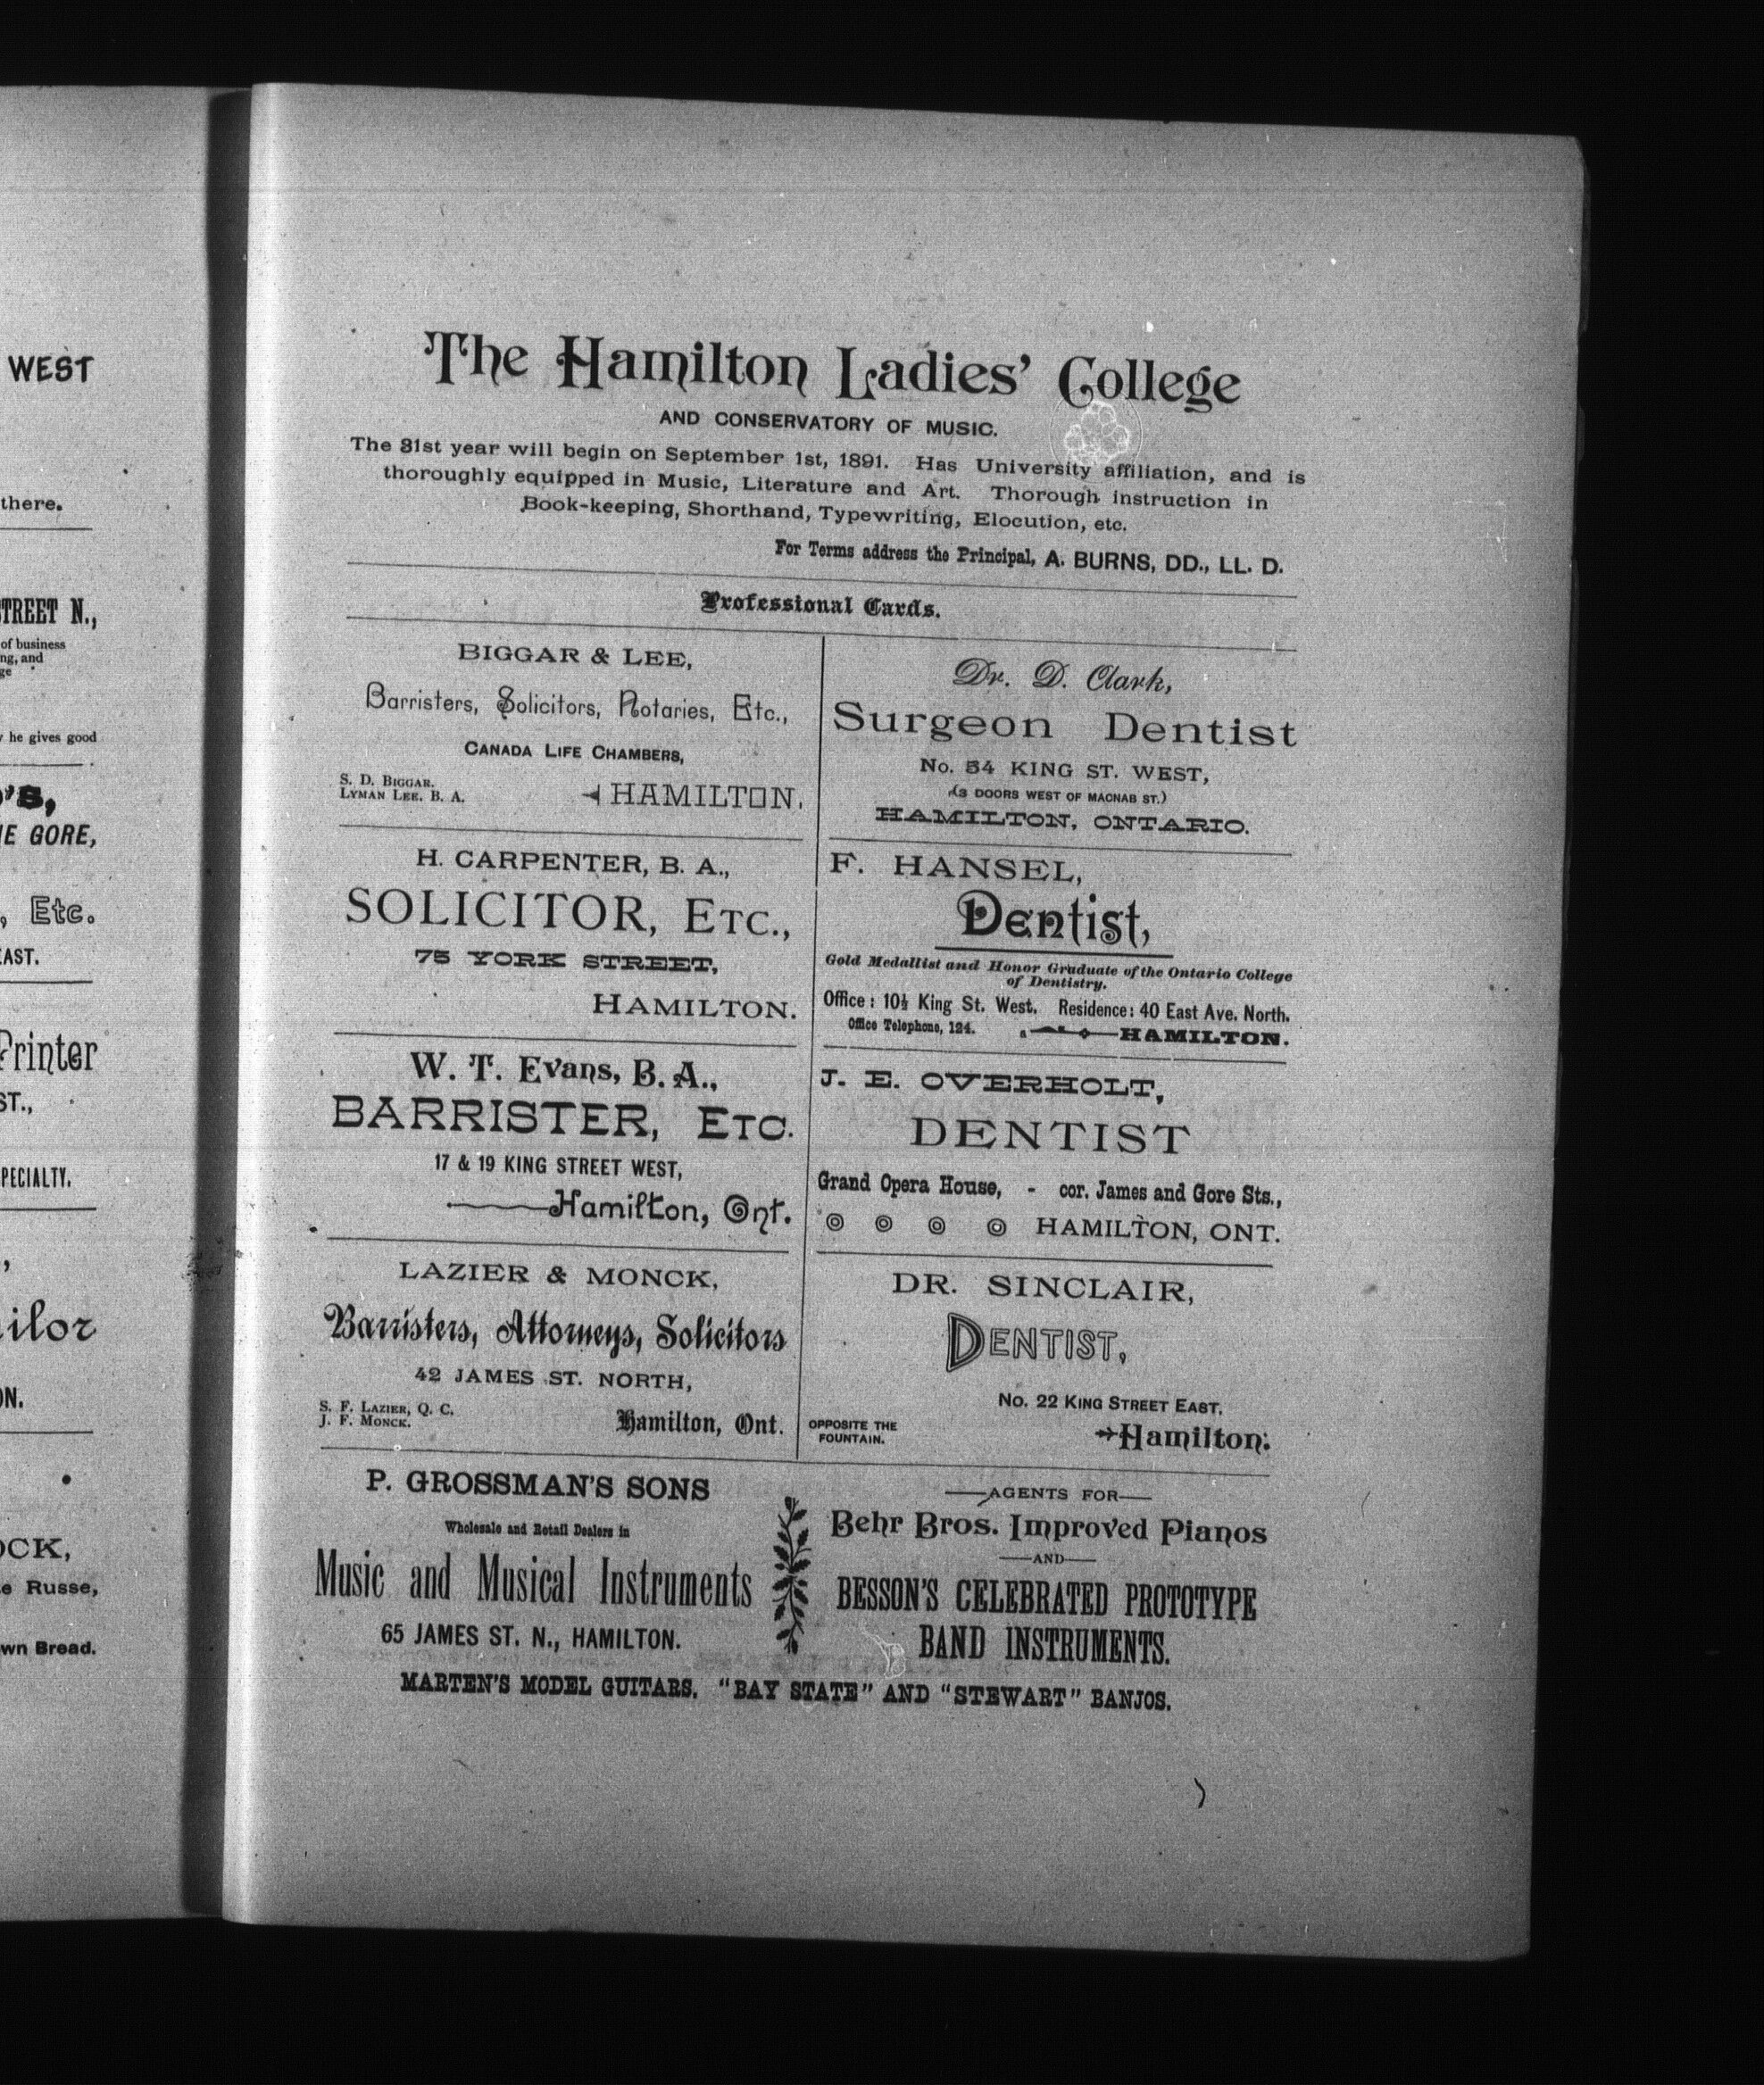 WEST
there.
STREET N.,
of business
ng, and
ge
he gives good
O'S,
HE GORE,
, Etc.
EAST.
Printer
ST.,
SPECIALTY.
,
ilor
ON.
OCK,
e Russe,
wn Bread.
The Hamilton Ladies' College
AND CONSERVATORY OF MUSIC.
The 31st year will begin on September 1st, 1891. Has University affiliation, and is
thoroughly equipped in Music, Literature and Art. Thorough instruction in
Book-keeping, Shorthand, Typewriting, Elocution, etc.
For Terms address the Principal, A. BURNS, DD., LL. D.
Professional Cards.
BIGGAR & LEE,
Barristers, Solicitors, Notaries, Etc.,
CANADA LIFE CHAMBERS,
S. D. BIGGAR.
LYMAN LEE. B. A.
HAMILTON.
H. CARPENTER, B. A.,
SOLICITOR, ETC.,
75 YORK STREET,
HAMILTON.
W. T. Evans, B. A.,
BARRISTER, ETC.
17 & 19 KING STREET WEST,
Hamilton, Ont.
LAZIER & MONCK,
Barristers, Attorneys, Solicitors
42 JAMES ST. NORTH,
S. F. LAZIER, Q. C.
J. F. MONCK.
Hamilton, Ont.
Dr. D. Clark,
Surgeon Dentist
No. 54 KING ST. WEST,
(3 DOORS WEST OF MACNAB ST.)
HAMILTON, ONTARIO.
F. HANSEL,
Dentist,
Gold Medallist and Honor Graduate of the Ontario College
of Dentistry.
Office: 10½ King St. West. Residence: 40 East Ave. North.
Office Telephone, 124.
HAMILTON.
J. E. OVERHOLT,
DENTIST
Grand Opera House, - cor. James and Gore Sts.,
HAMILTON, ONT.
DR. SINCLAIR,
DENTIST,
No. 22 KING STREET EAST.
OPPOSITE THE
FOUNTAIN.
Hamilton.
P. GROSSMAN'S SONS
Wholesale and Retail Dealers in
Music and Musical Instruments
65 JAMES ST. N., HAMILTON.
AGENTS FOR
Behr Bros. Improved Pianos
AND
BESSON'S CELEBRATED PROTOTYPE
BAND INSTRUMENTS.
MARTEN'S MODEL GUITARS. "BAY STATE" AND "STEWART" BANJOS.